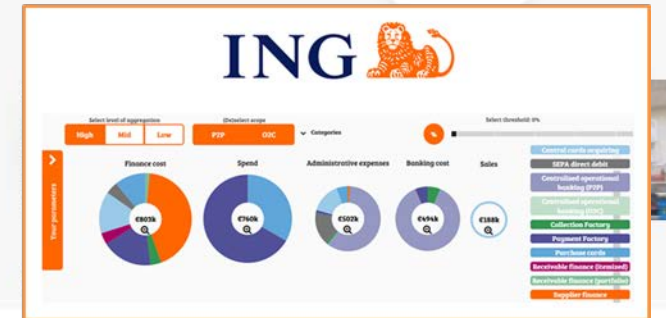 ING
Select level of aggregation
(De)select scope
Select threshold: 0%
High Mid Low
P2P O2C
Categories
%
Your parameters
Finance cost
Spend
Administrative expenses
Banking cost
Sales
€803k
€760k
€502k
€494k
€188k
Central cards acquiring
SEPA direct debit
Centralised operational
banking (P2P)
Centralised operational
banking (O2C)
Collection Factory
Payment Factory
Purchase cards
Receivable finance (itemized)
Receivable finance (portfolio)
Supplier finance